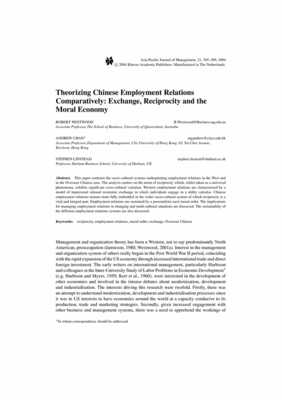 Asia Pacific Journal of Management, 21, 365–389, 2004
© 2004 Kluwer Academic Publishers. Manufactured in The Netherlands.
Theorizing Chinese Employment Relations
Comparatively: Exchange, Reciprocity and the
Moral Economy
ROBERT WESTWOOD
Associate Professor, The School of Business, University of Queensland, Australia
ANDREW CHAN*
Associate Professor, Department of Management, City University of Hong Kong, 83, Tat Chee Avenue,
Kowloon, Hong Kong
STEPHEN LINSTEAD
Professor Durham Business School, University of Durham, UK
Abstract. This paper contrasts the socio-cultural systems underpinning employment relations in the West and
in the Overseas Chinese case. The analysis centres on the norm of reciprocity which, whilst taken as a universal
phenomena, exhibits significant cross-cultural variation. Western employment relations are characterized by a
model of impersonal rational economic exchange in which individuals engage in a utility calculus. Chinese
employment relations remain more fully embedded in the wider socio-cultural system of which reciprocity is a
vital and integral part. Employment relations are sustained by a personalistic tacit moral order. The implications
for managing employment relations in changing and multi-cultural situations are discussed. The sustainability of
the different employment relations systems are also discussed.
Keywords: reciprocity, employment relations, moral order, exchange, Overseas Chinese
Management and organization theory has been a Western, not to say predominantly North
American, preoccupation (Jamieson, 1980; Westwood, 2001a). Interest in the management
and organization system of others really began in the Post World War II period, coinciding
with the rapid expansion of the US economy through increased international trade and direct
foreign investment. The early writers on international management, particularly Harbison
and colleagues at the Inter-University Study of Labor Problems in Economic Development¹
(e.g. Harbison and Myers, 1959; Kerr et al., 1960), were interested in the development of
other economies and involved in the intense debates about modernization, development
and industrialisation. The interests driving this research were twofold. Firstly, there was
an attempt to understand modernization, development and industrialisation processes since
it was in US interests to have economies around the world at a capacity conducive to its
production, trade and marketing strategies. Secondly, given increased engagement with
other business and management systems, there was a need to apprehend the workings of
*To whom correspondence should be addressed.